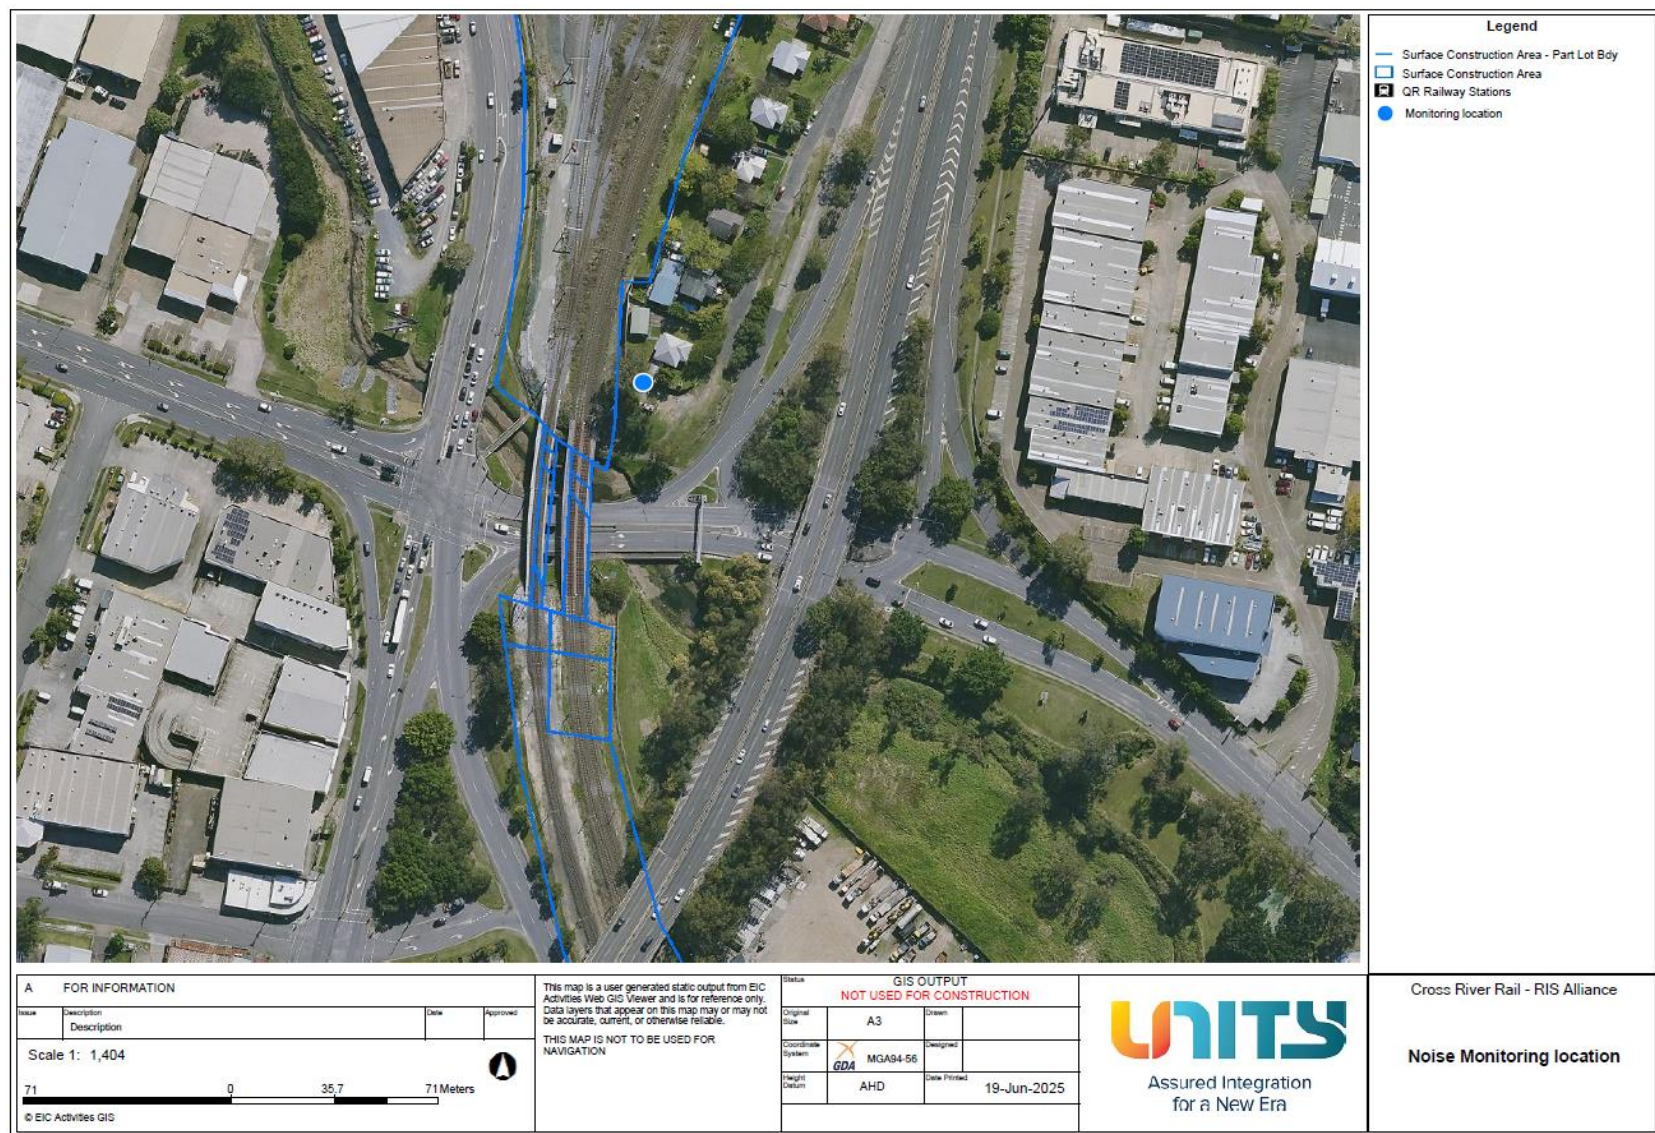 Legend
Surface Construction Area - Part Lot Bdy
Surface Construction Area
QR Railway Stations
Monitoring location
A FOR INFORMATION
Issue Description Date Approved
Description
Scale 1: 1,404
71 0 35.7 71 Meters
© EIC Activities GIS
This map is a user generated static output from EIC
Activities Web GIS Viewer and is for reference only.
Data layers that appear on this map may or may not
be accurate, current, or otherwise reliable.
THIS MAP IS NOT TO BE USED FOR
NAVIGATION
Status GIS OUTPUT
NOT USED FOR CONSTRUCTION
Original Size A3 Drawn
Coordinate System GDA MGA94-56 Designed
Height Datum AHD Date Printed 19-Jun-2025
UNITY
Assured Integration
for a New Era
Cross River Rail - RIS Alliance
Noise Monitoring location